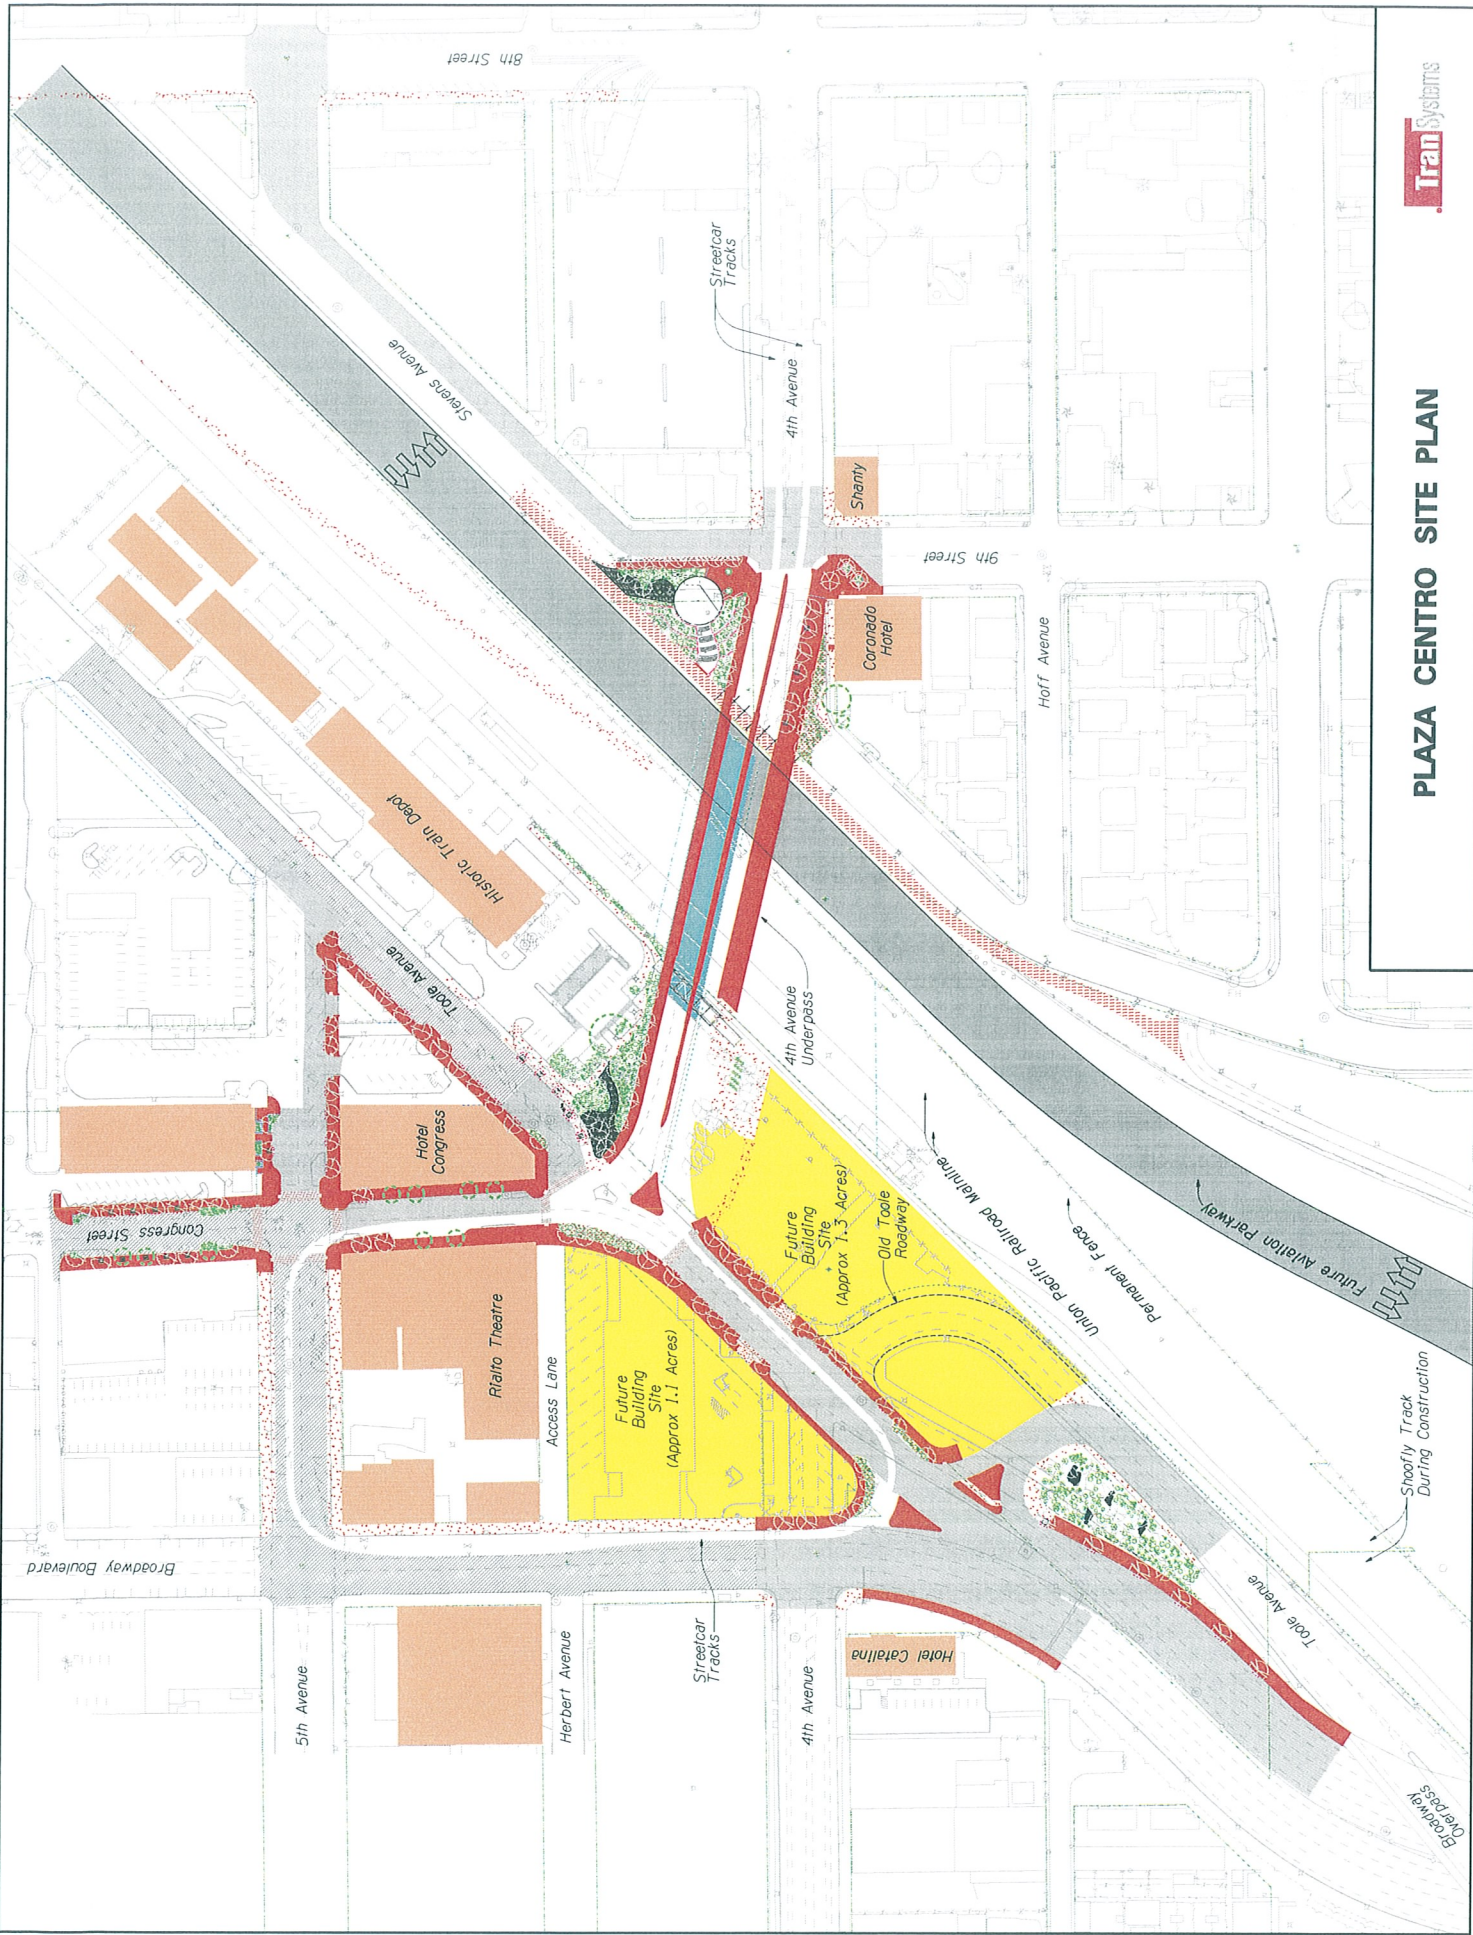 8th Street
Tran Systems
Streetcar
Tracks
Stevens Avenue
4th Avenue
PLAZA CENTRO SITE PLAN
Shanty
9th Street
Coronado
Hotel
Hoff Avenue
Historic Train Depot
Toole Avenue
4th Avenue
Underpass
Hotel
Congress
Congress Street
Future
Building
Site
(Approx 1.3 Acres)
Old Toole
Roadway
Union Pacific Railroad Mainline
Permanent Fence
Future Aviation Parkway
Rialto Theatre
Access Lane
Future
Building
Site
(Approx 1.1 Acres)
Shoofly Track
During Construction
Broadway Boulevard
Toole Avenue
5th Avenue
Herbert Avenue
Streetcar
Tracks
4th Avenue
Hotel Catalina
Broadway
Overpass